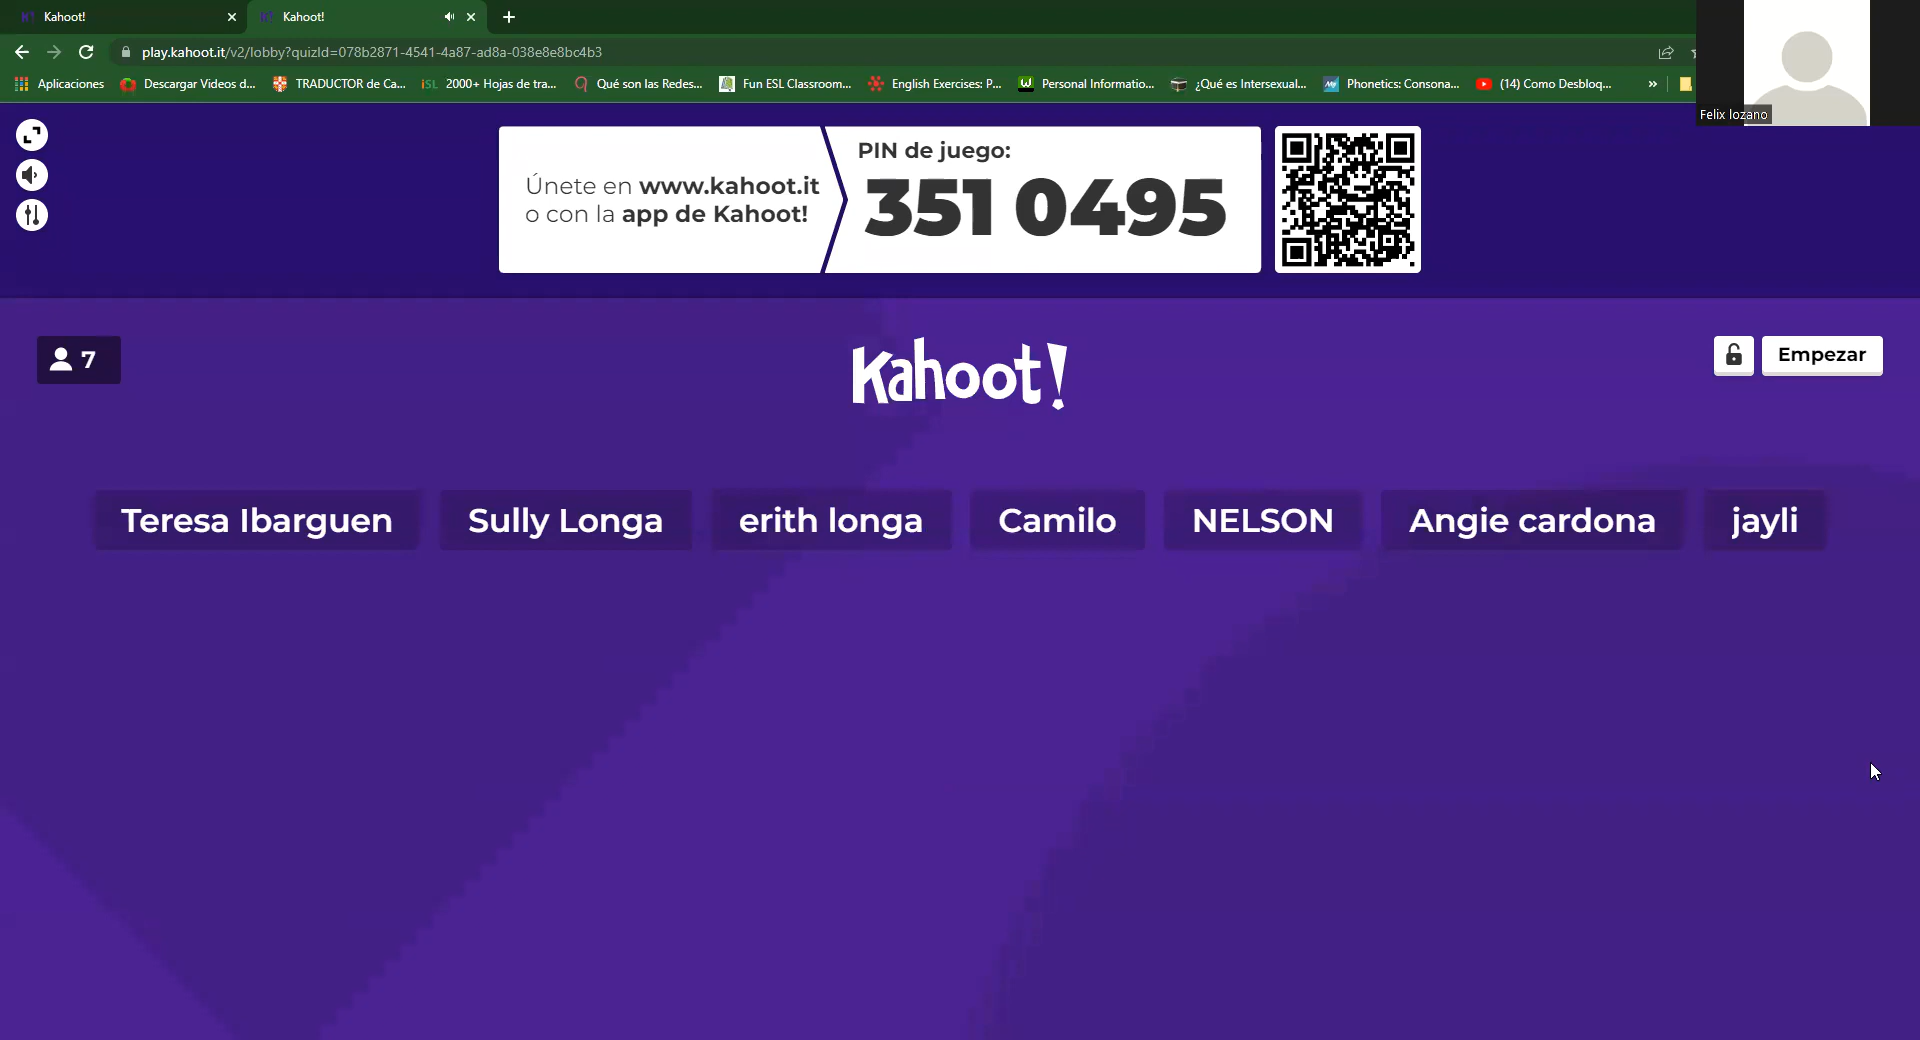 Kahoot!
Kahoot!
play.kahoot.it/v2/lobby?quizId=078b2871-4541-4a87-ad8a-038e8e8bc4b3
Aplicaciones
Descargar Videos d...
TRADUCTOR de Ca...
iSL 2000+ Hojas de tra...
Qué son las Redes...
Fun ESL Classroom...
English Exercises: P...
Personal Informatio...
¿Qué es Intersexual...
Phonetics: Consona...
(14) Como Desbloq...
»
Felix lozano
Únete en www.kahoot.it
o con la app de Kahoot!
PIN de juego:
351 0495
7
Kahoot!
Empezar
Teresa Ibarguen
Sully Longa
erith longa
Camilo
NELSON
Angie cardona
jayli